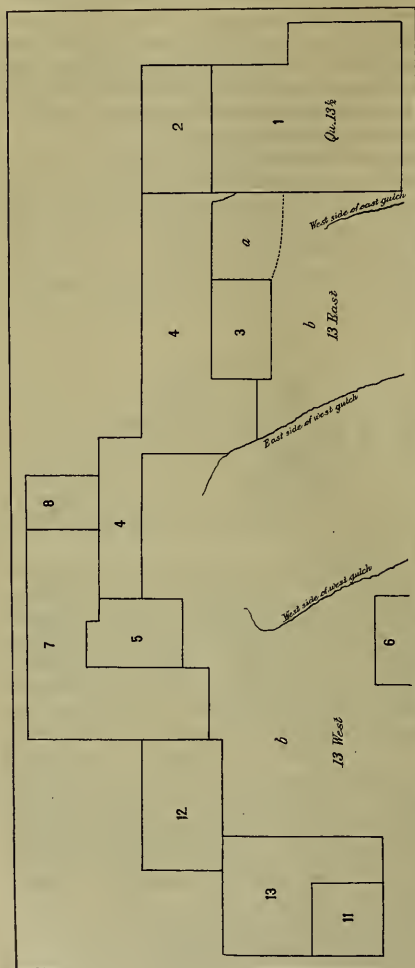 8
7
2
1
Qu. 13½
4
4
a
3
b
13 East
West side of east gulch
East side of west gulch
5
West side of west gulch
6
b
13 West
12
13
11